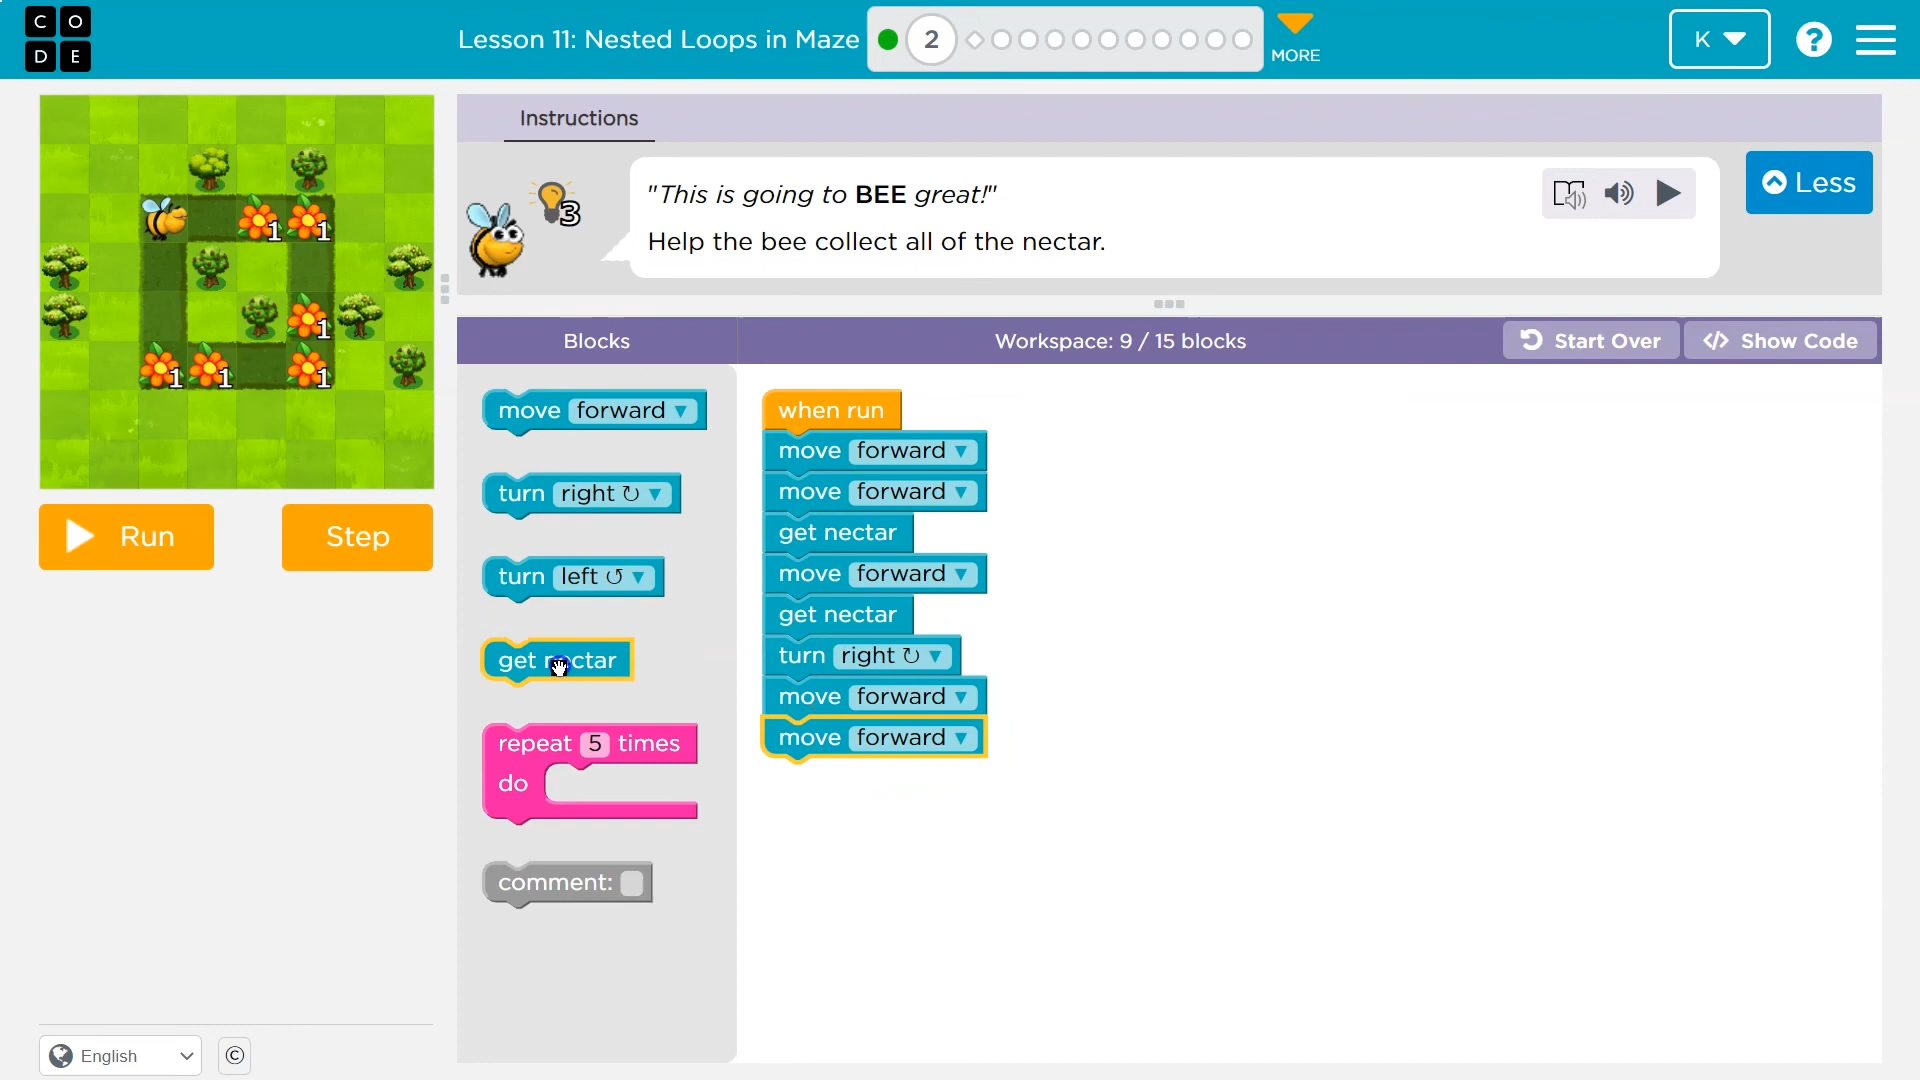 C O
D E
Lesson 11: Nested Loops in Maze
2
MORE
K
?
Instructions
3
"This is going to BEE great!"
Help the bee collect all of the nectar.
Less
1 1
1
1 1 1
Run
Step
Blocks
Workspace: 9 / 15 blocks
Start Over
</> Show Code
move forward ▼
turn right ↻ ▼
turn left ↺ ▼
get nectar
repeat 5 times
do
comment:
when run
move forward ▼
move forward ▼
get nectar
move forward ▼
get nectar
turn right ↻ ▼
move forward ▼
move forward ▼
English
©